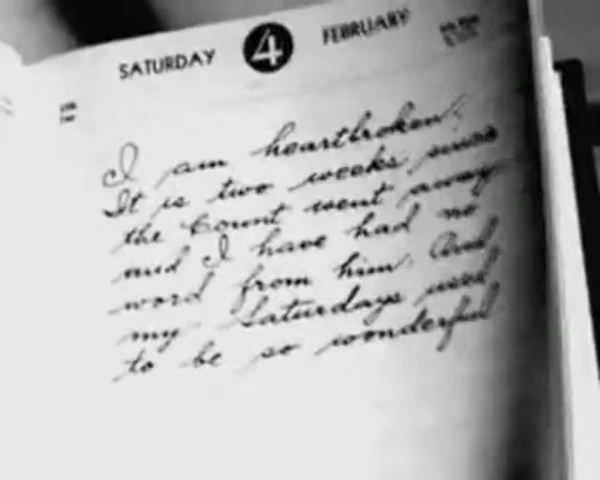 SATURDAY 4 FEBRUARY
I am heartbroken.
It is two weeks since
the Count went away
and I have had no
word from him. And
my Saturdays used
to be so wonderful